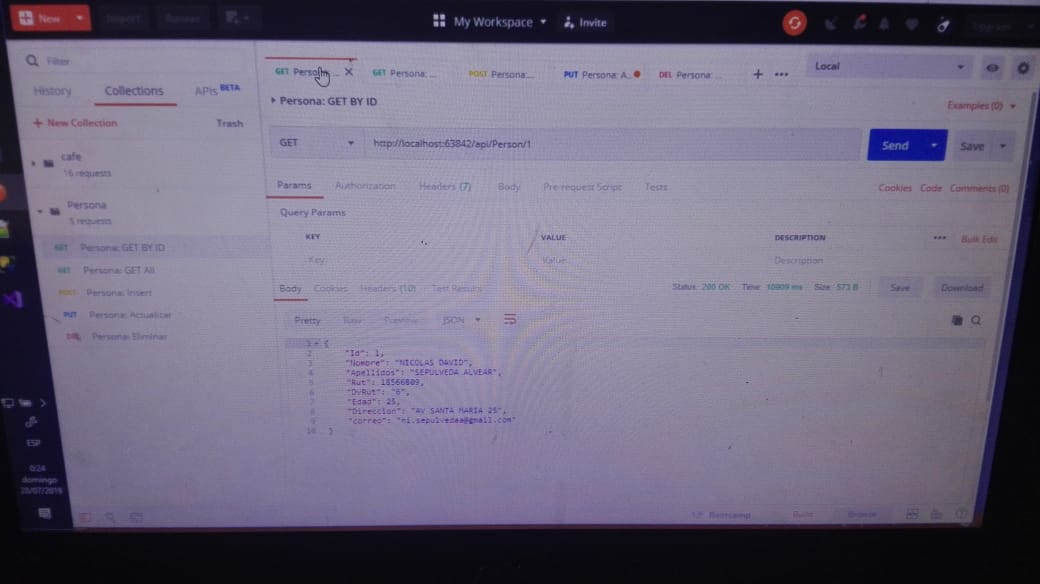 New Import Runner My Workspace Invite Upgrade
Filter
History Collections APIs BETA
+ New Collection Trash
cafe
16 requests
Persona
5 requests
GET Persona: GET BY ID
GET Persona: GET All
POST Persona: Insert
PUT Persona: Actualizar
DEL Persona: Eliminar
GET Persona: ... GET Persona: ... POST Persona:... PUT Persona: A... DEL Persona: ... + ••• Local
Persona: GET BY ID Examples (0)
GET http://localhost:63842/api/Person/1 Send Save
Params Authorization Headers (7) Body Pre-request Script Tests Cookies Code Comments (0)
Query Params
KEY VALUE DESCRIPTION ••• Bulk Edit
Key Value Description
Body Cookies Headers (10) Test Results Status: 200 OK Time: 10909 ms Size: 573 B Save Download
Pretty Raw Preview JSON
1 {
2 "Id": 1,
3 "Nombre": "NICOLAS DAVID",
4 "Apellidos": "SEPULVEDA ALVEAR",
5 "Rut": 18566809,
6 "DvRut": "6",
7 "Edad": 25,
8 "Direccion": "AV SANTA MARIA 25",
9 "correo": "ni.sepulvedaa@gmail.com"
10 }
ESP
0:24
domingo
28/07/2019
Bootcamp Build Browse